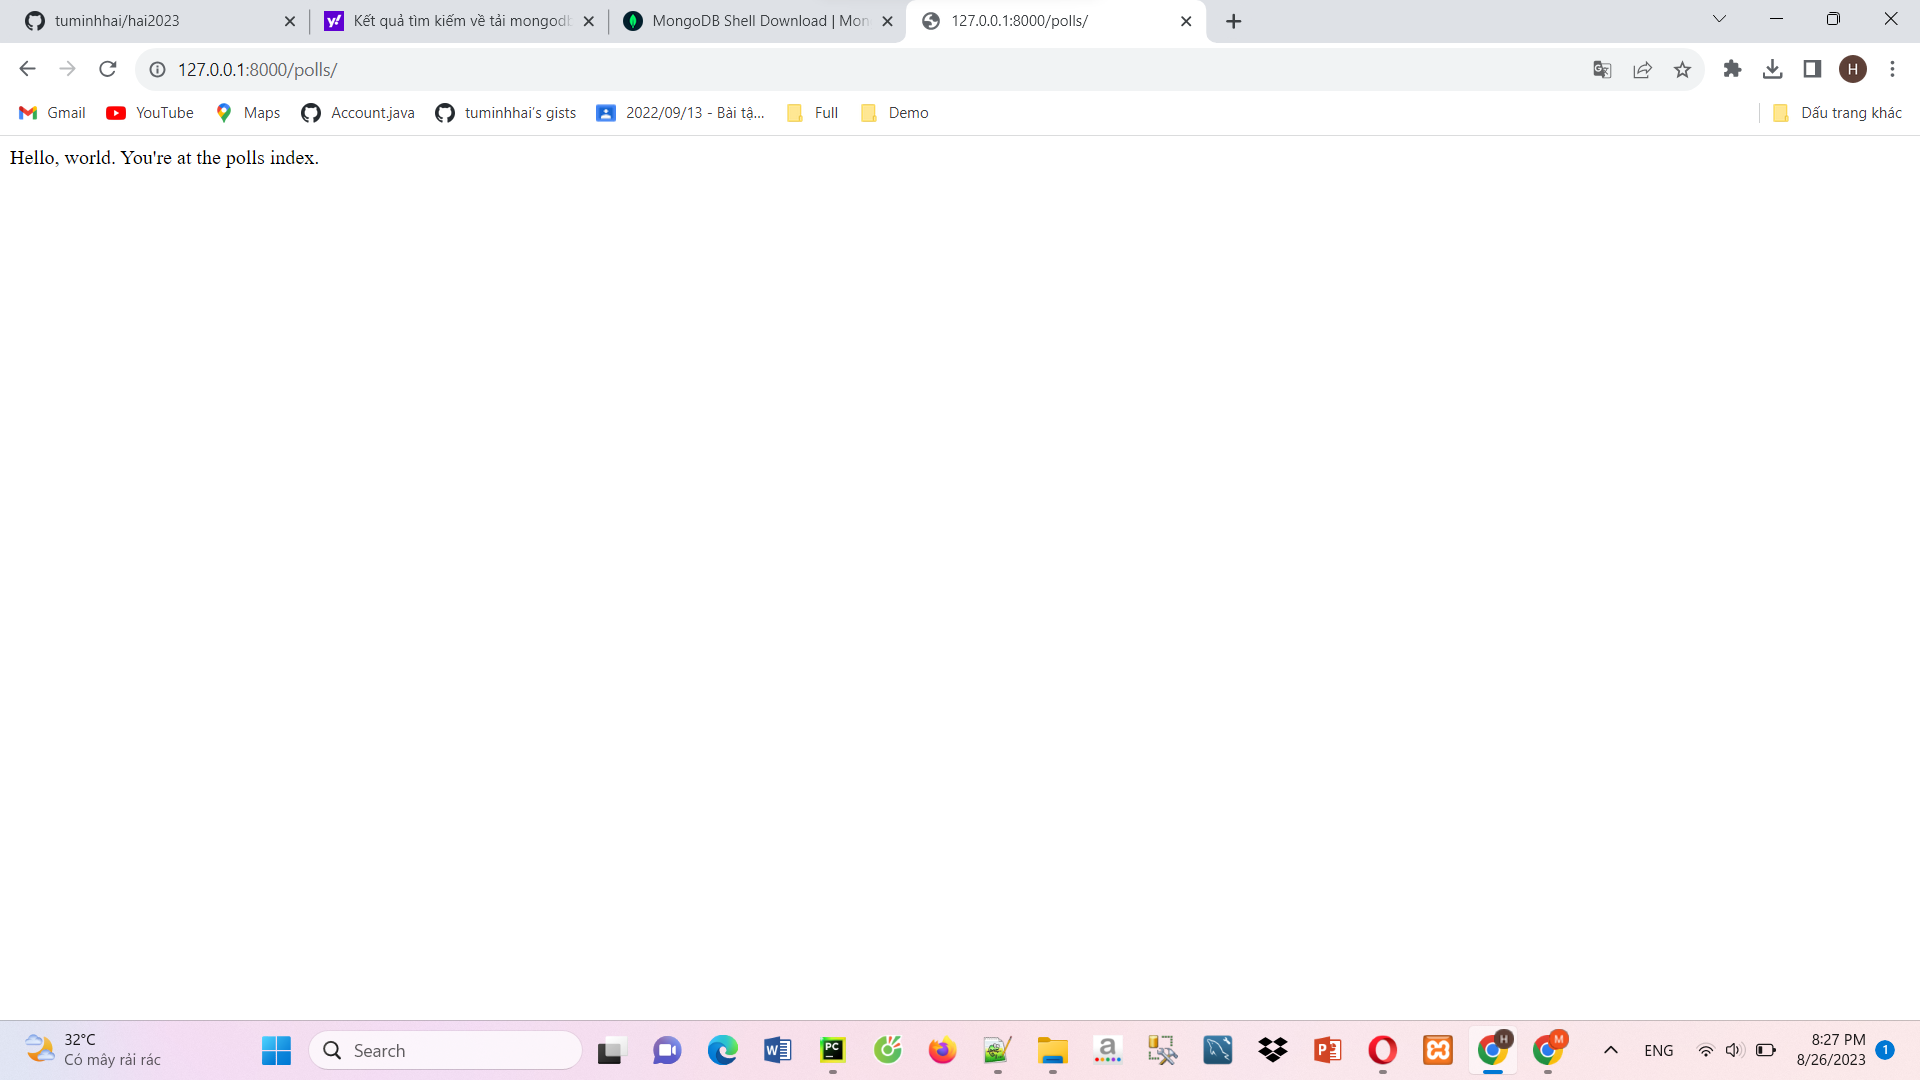 tuminhhai/hai2023
Kết quả tìm kiếm về tải mongodb
MongoDB Shell Download | Mon
127.0.0.1:8000/polls/
127.0.0.1:8000/polls/
H
Gmail
YouTube
Maps
Account.java
tuminhhai's gists
2022/09/13 - Bài tậ...
Full
Demo
Dấu trang khác
Hello, world. You're at the polls index.
32°C
Có mây rải rác
Search
H
M
ENG
8:27 PM
8/26/2023
1